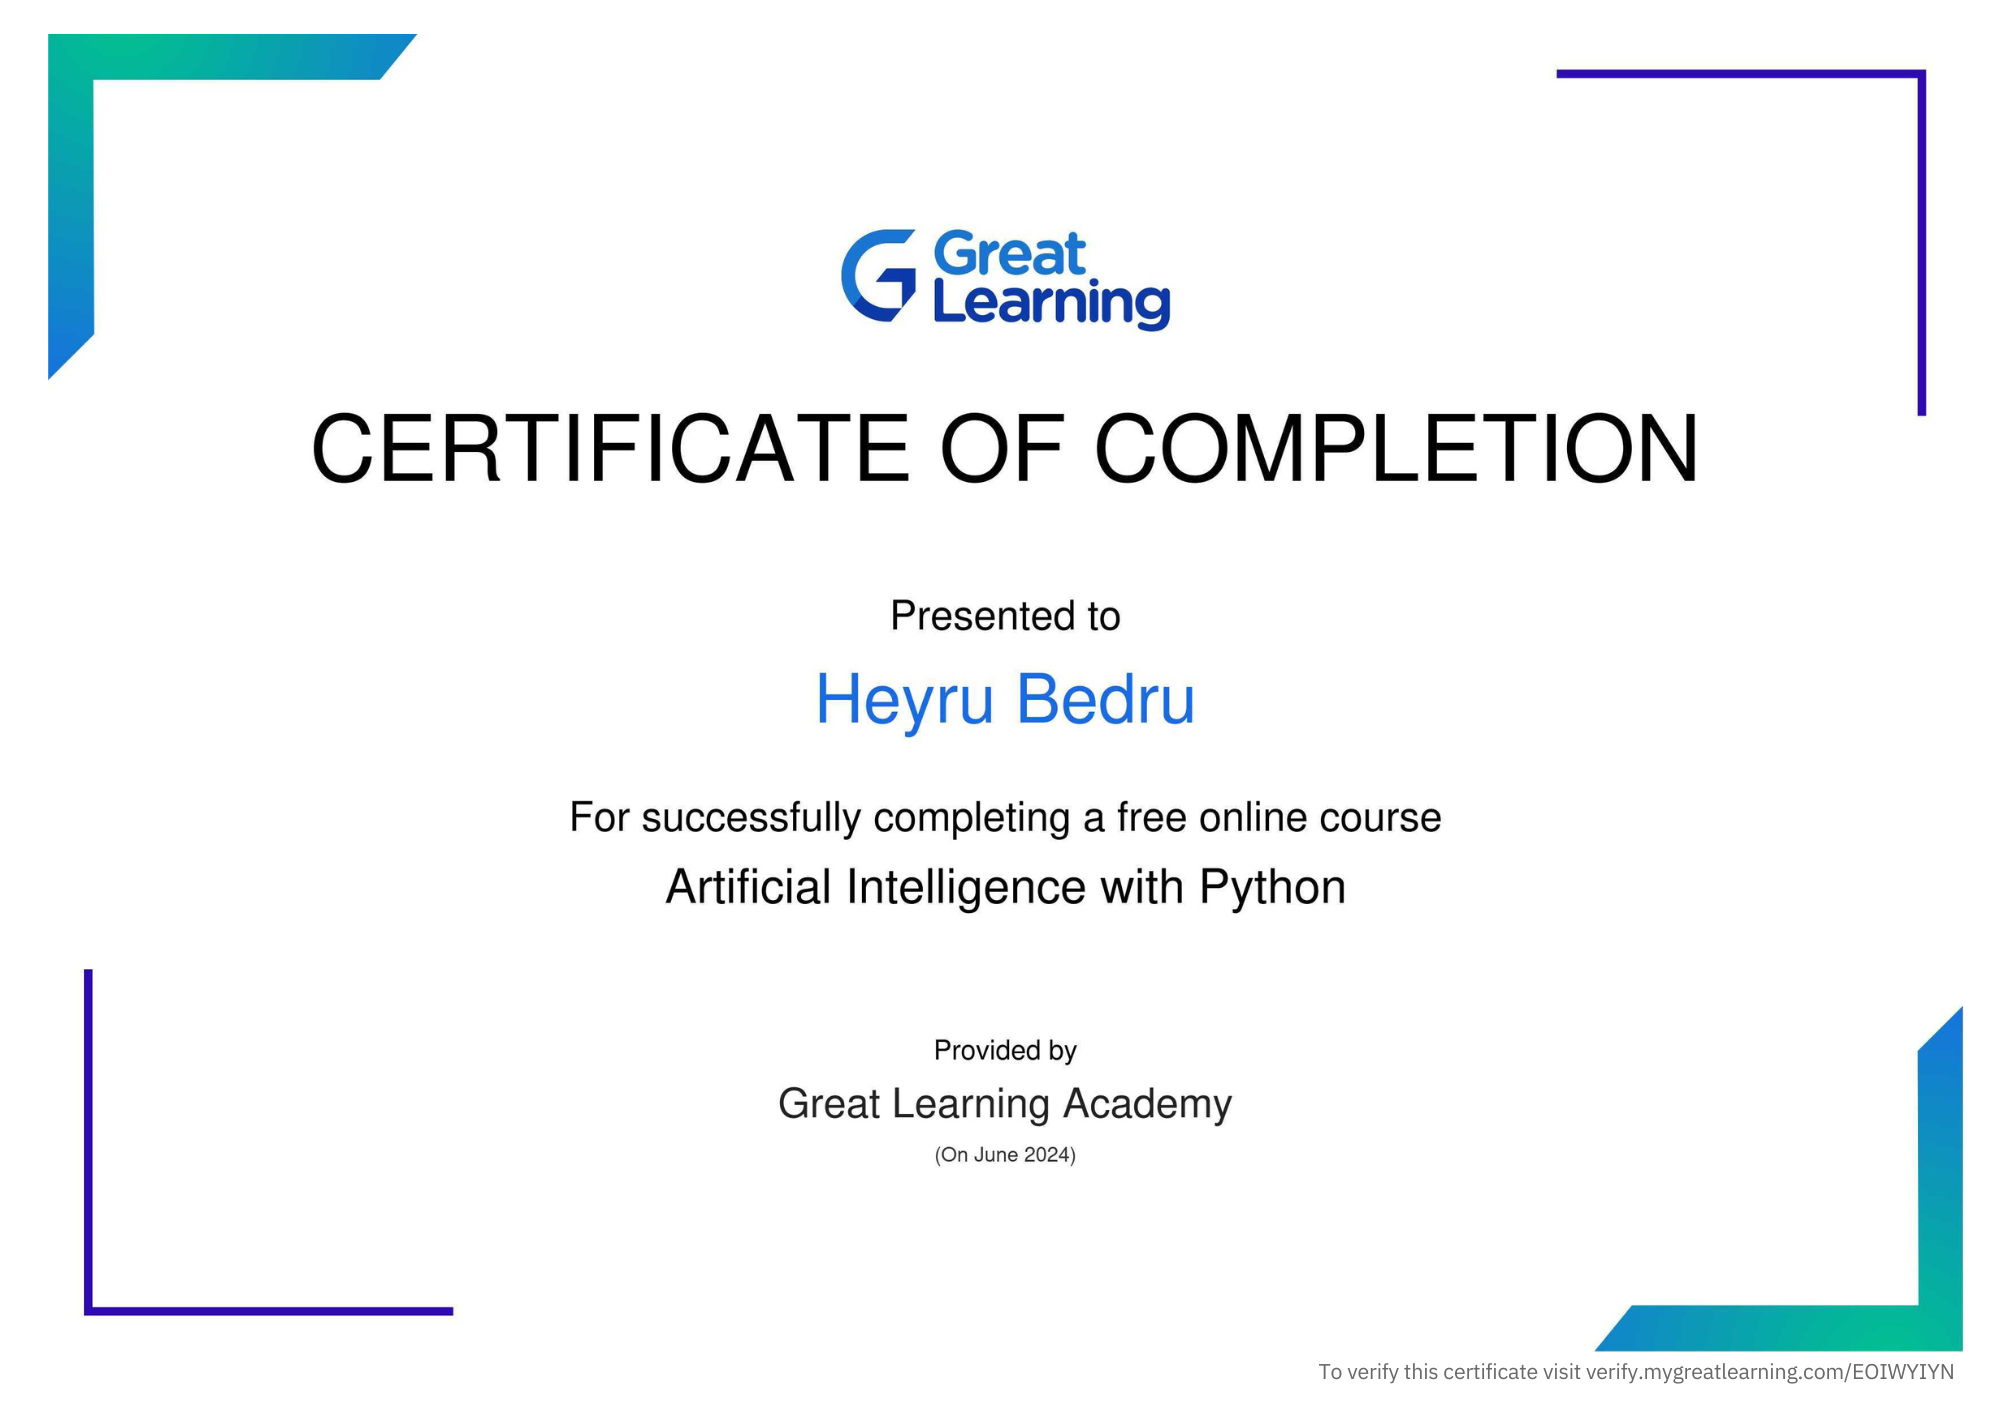 Great
Learning
CERTIFICATE OF COMPLETION
Presented to
Heyru Bedru
For successfully completing a free online course
Artificial Intelligence with Python
Provided by
Great Learning Academy
(On June 2024)
To verify this certificate visit verify.mygreatlearning.com/EOIWYIYN